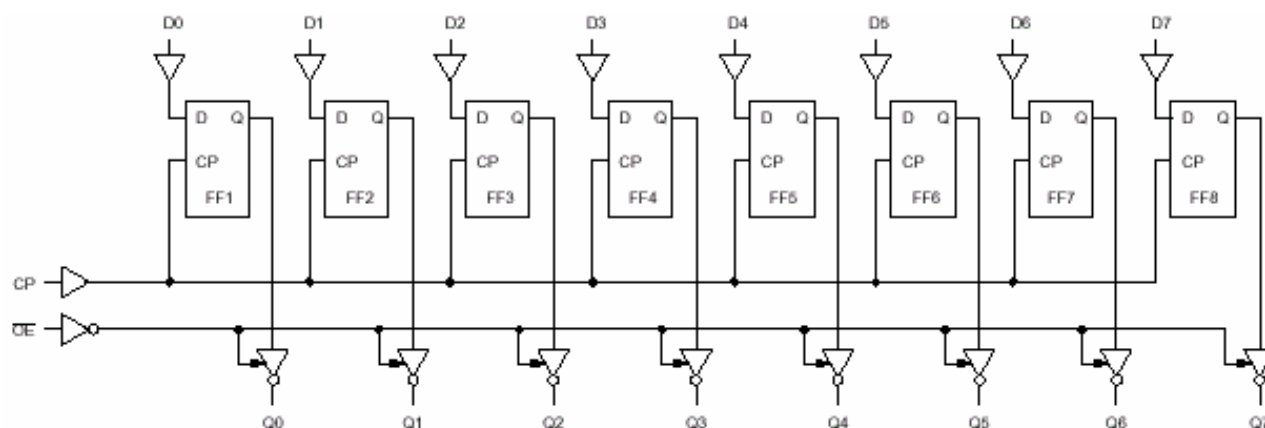 D0 D1 D2 D3 D4 D5 D6 D7
D Q D Q D Q D Q D Q D Q D Q D Q
CP CP CP CP CP CP CP CP
FF1 FF2 FF3 FF4 FF5 FF6 FF7 FF8
CP
OE
Q0 Q1 Q2 Q3 Q4 Q5 Q6 Q7